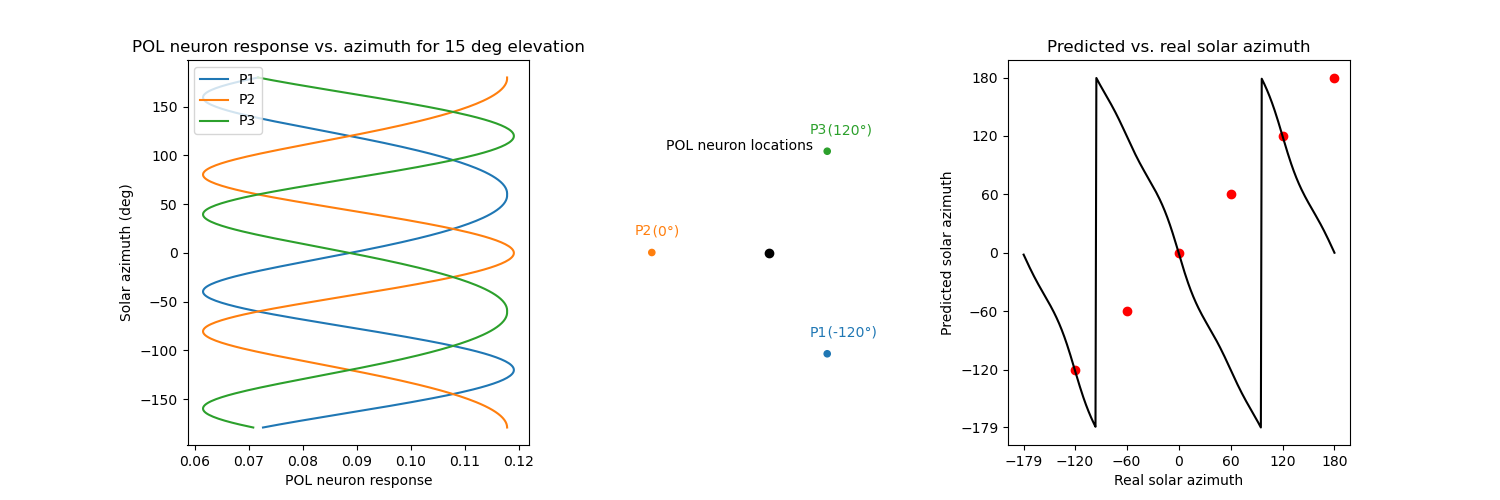 POL neuron response vs. azimuth for 15 deg elevation
P1
P2
P3
150
100
50
0
−50
−100
−150
Solar azimuth (deg)
0.06 0.07 0.08 0.09 0.10 0.11 0.12
POL neuron response
P3(120°)
POL neuron locations
P2(0°)
P1(-120°)
Predicted vs. real solar azimuth
180
120
60
0
−60
−120
−179
Predicted solar azimuth
−179 −120 −60 0 60 120 180
Real solar azimuth